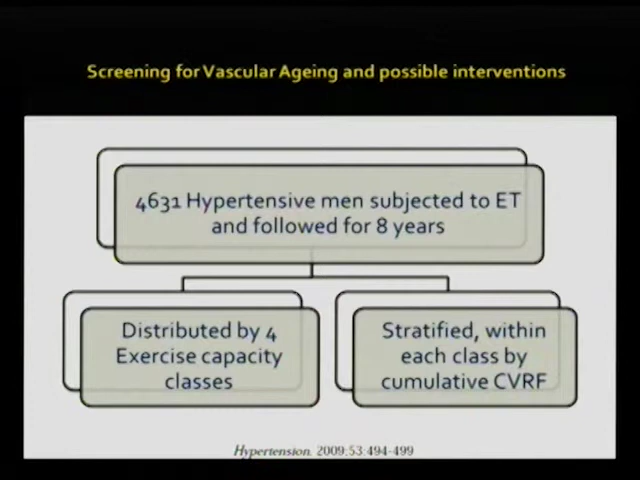 Screening for Vascular Ageing and possible interventions
4631 Hypertensive men subjected to ET
and followed for 8 years
Distributed by 4
Exercise capacity
classes
Stratified, within
each class by
cumulative CVRF
Hypertension. 2009;53:494-499